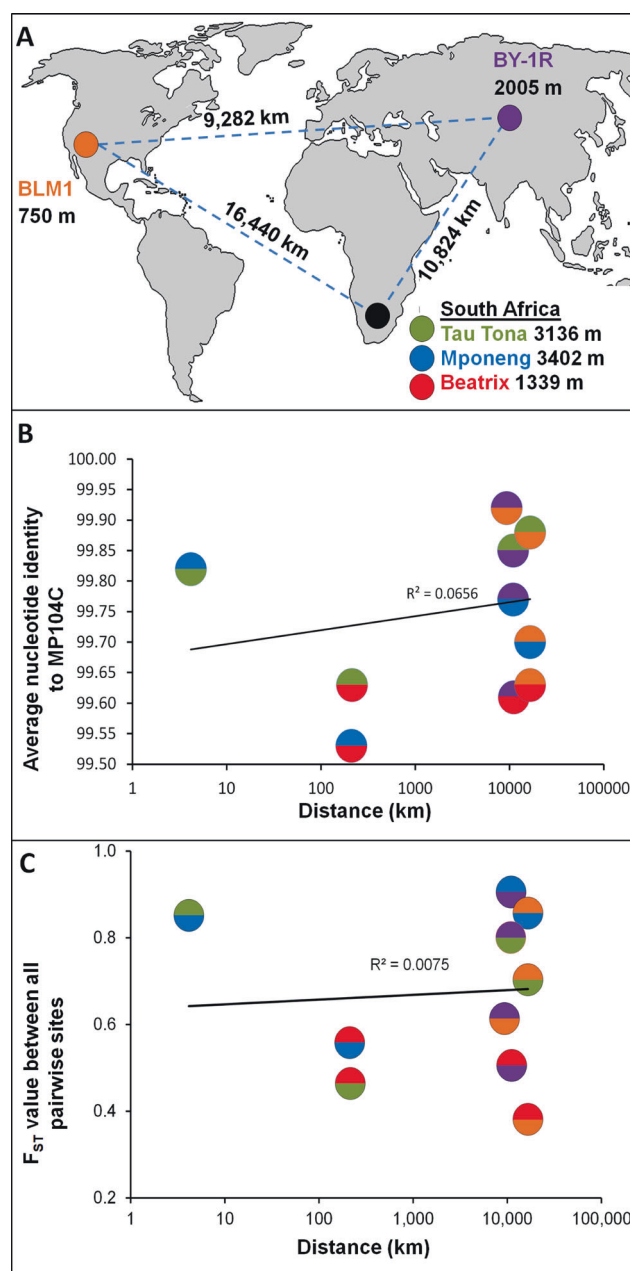 A
BY-1R
2005 m
9,282 km
BLM1
750 m
16,440 km
10,824 km
South Africa
Tau Tona 3136 m
Mponeng 3402 m
Beatrix 1339 m
B
Average nucleotide identity
to MP104C
100.00
99.95
99.90
99.85
99.80
99.75
99.70
99.65
99.60
99.55
99.50
R² = 0.0656
1
10
100
1000
10000
100000
Distance (km)
C
FST value between all
pairwise sites
1.0
0.8
0.6
0.4
0.2
R² = 0.0075
1
10
100
1,000
10,000
100,000
Distance (km)